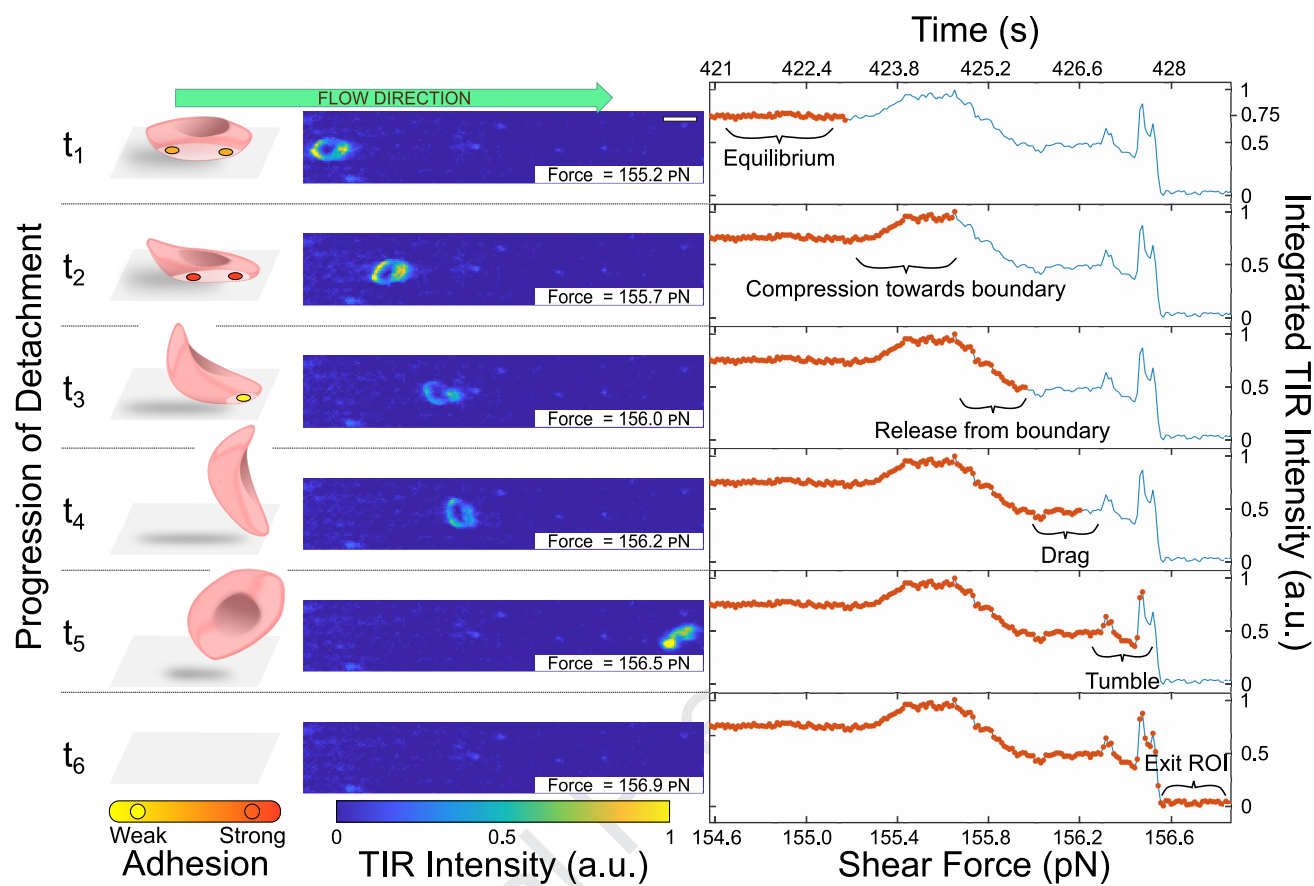 Time (s)
421 422.4 423.8 425.2 426.6 428
FLOW DIRECTION
Progression of Detachment
t1
Force = 155.2 PN
Equilibrium
1
0.75
0.5
0
t2
Force = 155.7 PN
Compression towards boundary
1
0.5
0
t3
Force = 156.0 PN
Release from boundary
1
0.5
0
t4
Force = 156.2 PN
Drag
1
0.5
0
t5
Force = 156.5 PN
Tumble
1
0.5
0
t6
Force = 156.9 PN
Exit ROI
1
0.5
0
Integrated TIR Intensity (a.u.)
Weak Strong
Adhesion
0 0.5 1
TIR Intensity (a.u.)
154.6 155.0 155.4 155.8 156.2 156.6
Shear Force (pN)